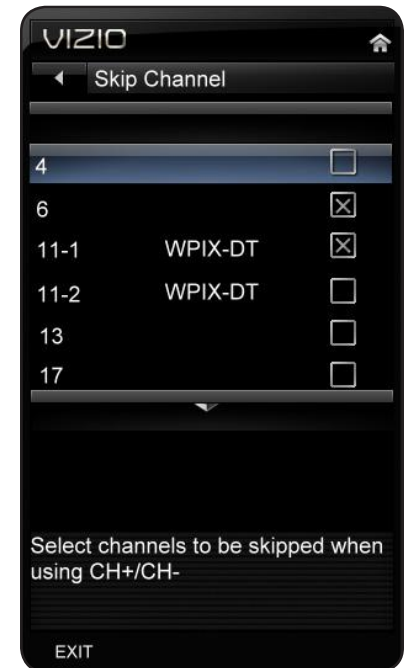 VIZIO
Skip Channel
4
6
11-1 WPIX-DT
11-2 WPIX-DT
13
17
Select channels to be skipped when
using CH+/CH-
EXIT